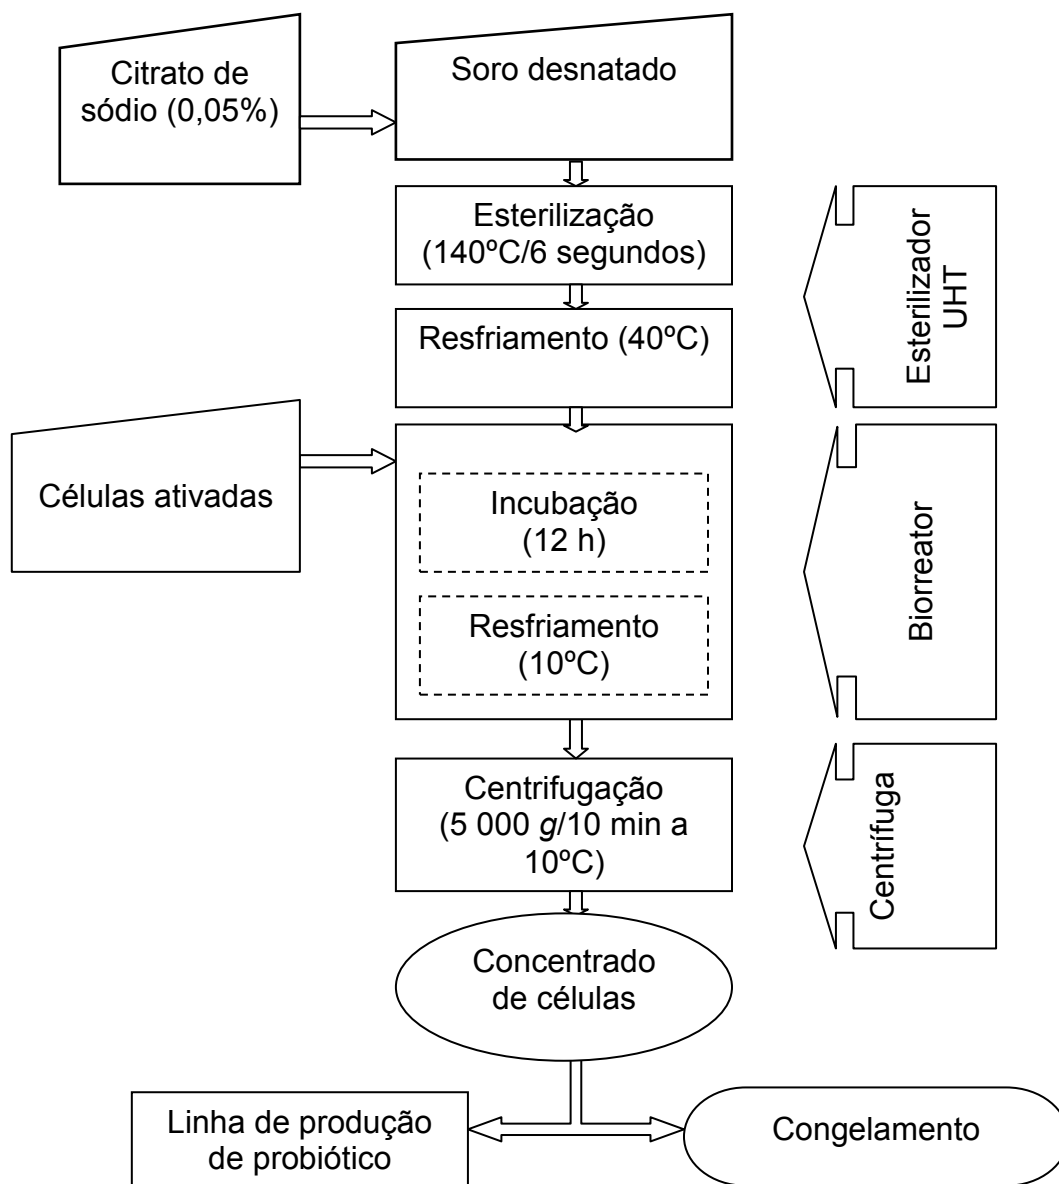 Citrato de
sódio (0,05%)
Soro desnatado
Esterilização
(140ºC/6 segundos)
Resfriamento (40ºC)
Esterilizador
UHT
Células ativadas
Incubação
(12 h)
Resfriamento
(10ºC)
Biorreator
Centrifugação
(5 000 g/10 min a
10ºC)
Centrífuga
Concentrado
de células
Linha de produção
de probiótico
Congelamento